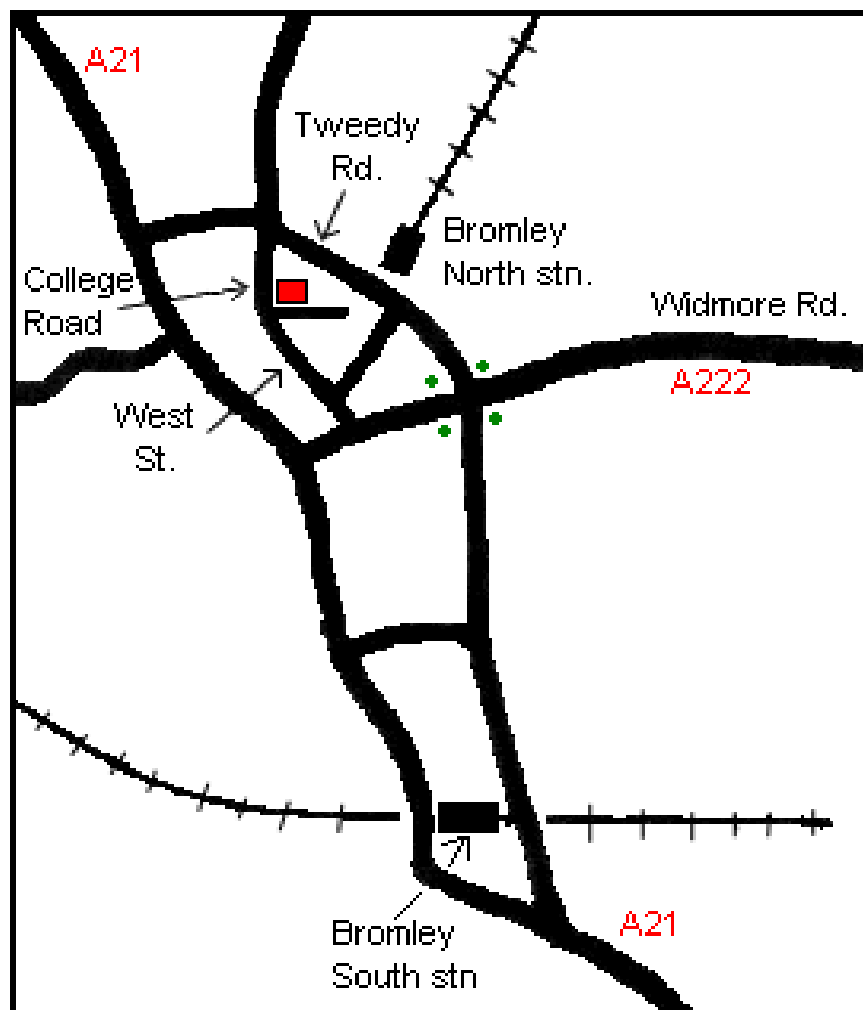 A21
Tweedy
Rd.
Bromley
North stn.
College
Road
Widmore Rd.
A222
West
St.
A21
Bromley
South stn